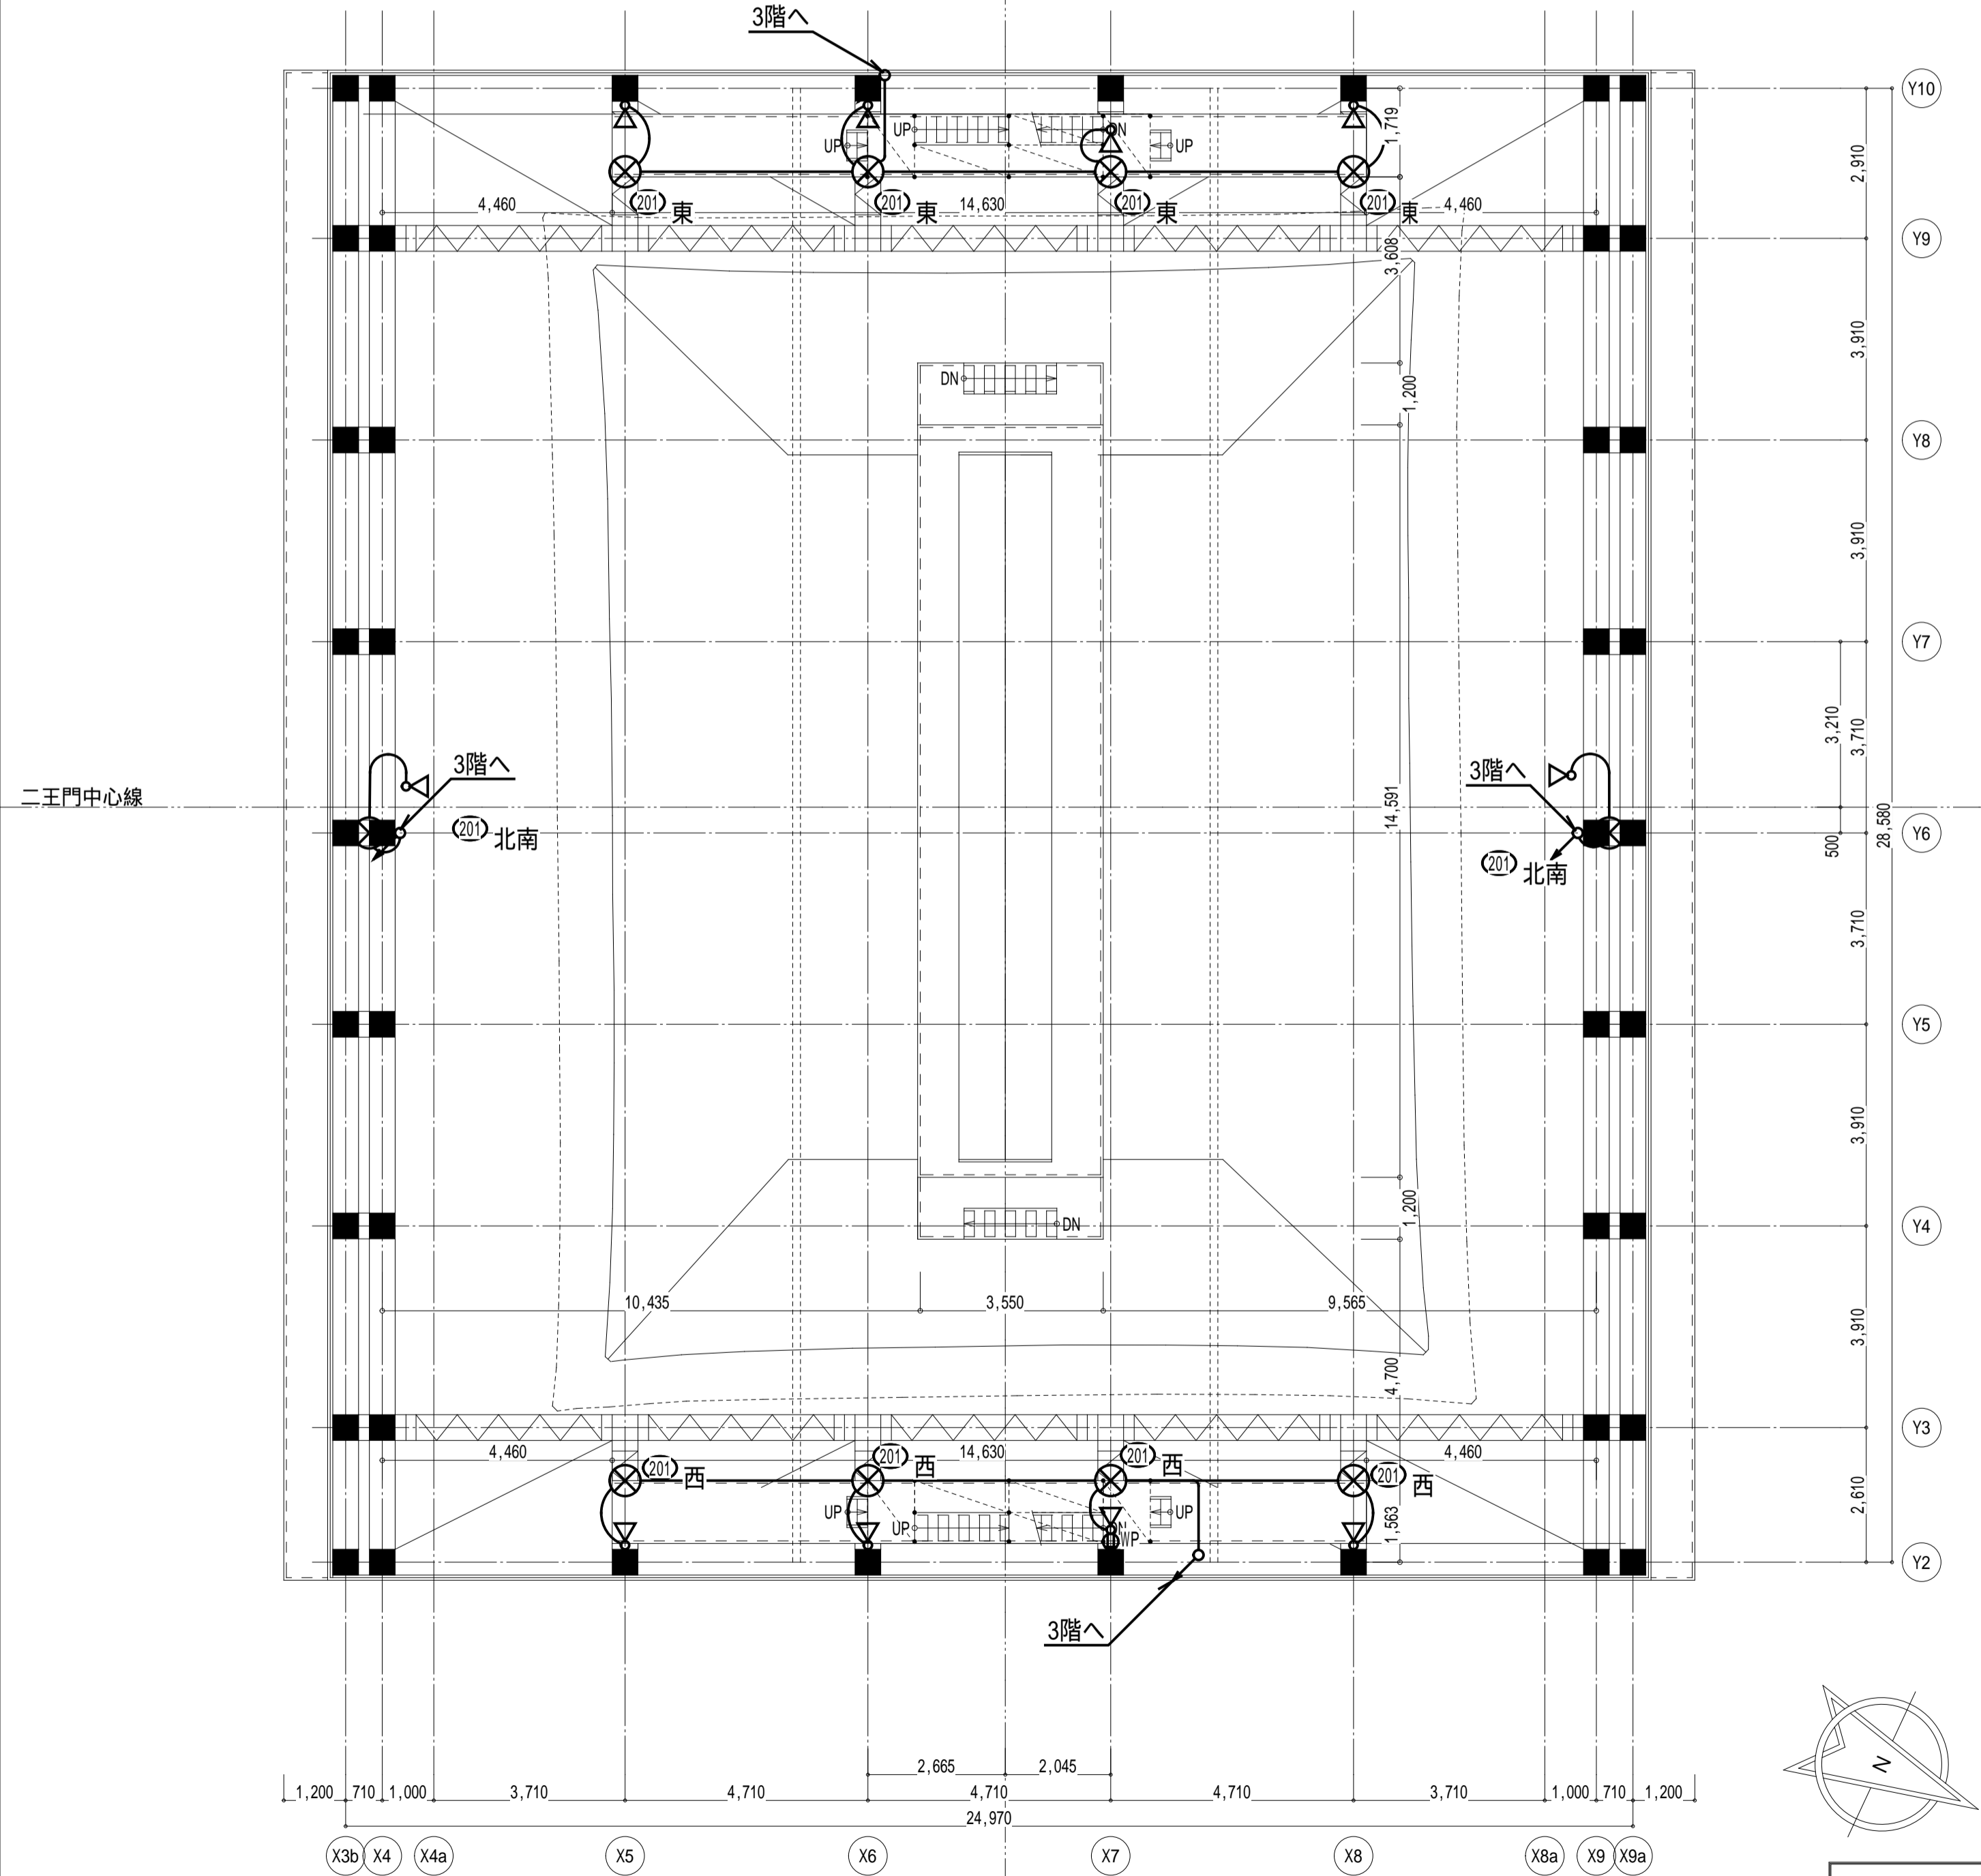 3階へ
Y10
1,719
UP
UP
DN
UP
2,910
201
東
201
東
201
東
201
東
4,460
14,630
4,460
Y9
3,608
3,910
DN
1,200
Y8
3,910
Y7
3,210
3,710
二王門中心線
3階へ
3階へ
201
北南
201
北南
14,591
Y6
500
28,580
3,710
Y5
3,910
1,200
DN
Y4
10,435
3,550
9,565
3,910
4,700
Y3
4,460
14,630
4,460
201
西
201
西
201
西
201
西
UP
UP
DN
WP
UP
1,563
2,610
Y2
3階へ
N
2,665
2,045
1,200
710
1,000
3,710
4,710
4,710
4,710
3,710
1,000
710
1,200
24,970
X3b
X4
X4a
X5
X6
X7
X8
X8a
X9
X9a